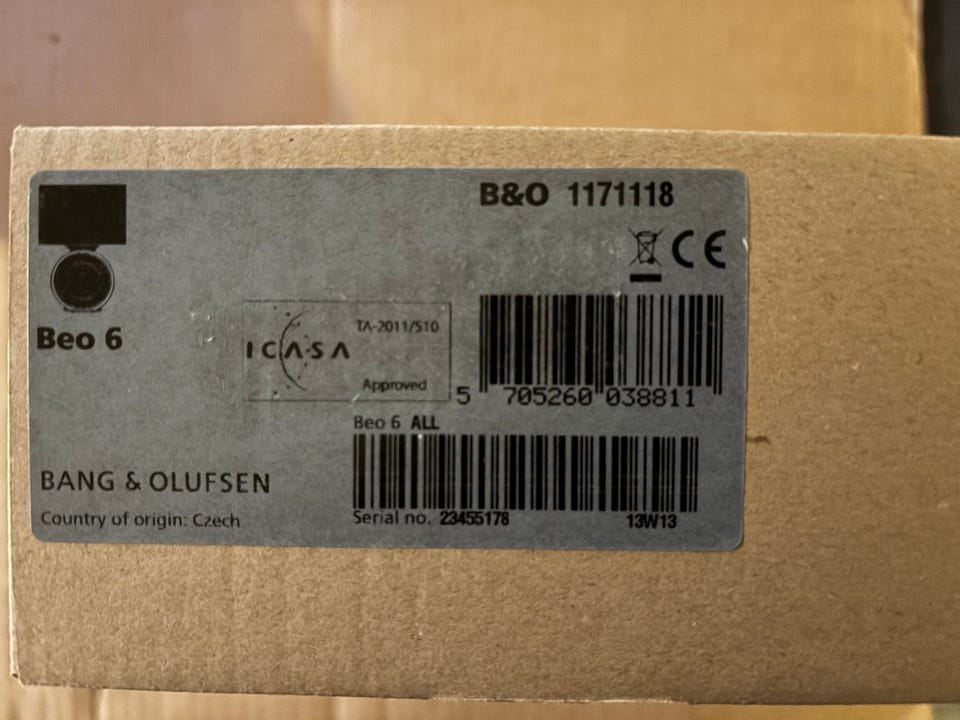 B&O 1171118
CE
Beo 6
ICASA
TA-2011/510
Approved
5 705260 038811
Beo 6 ALL
BANG & OLUFSEN
Country of origin: Czech
Serial no. 23455178
13W13